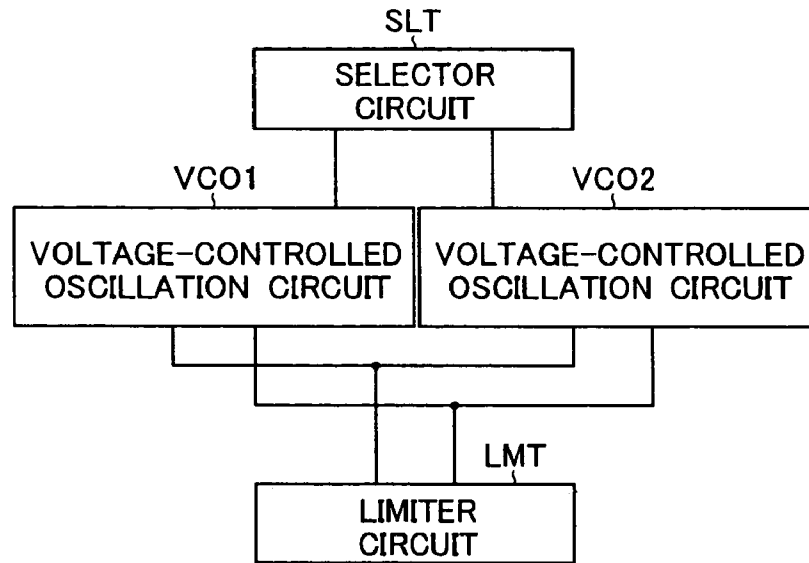 SLT
SELECTOR
CIRCUIT
VCO1
VCO2
VOLTAGE-CONTROLLED
OSCILLATION CIRCUIT
VOLTAGE-CONTROLLED
OSCILLATION CIRCUIT
LMT
LIMITER
CIRCUIT